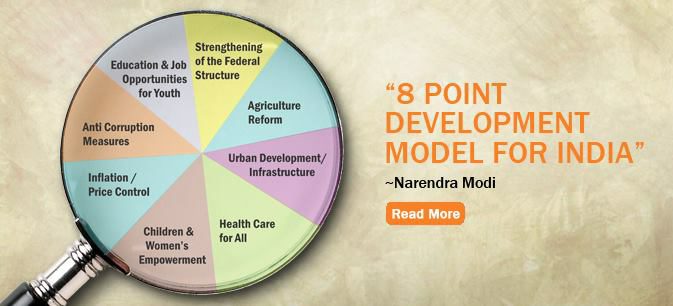 Strengthening
of the Federal
Structure
Agriculture
Reform
Urban Development/
Infrastructure
Health Care
for All
Children &
Women's
Empowerment
Inflation /
Price Control
Anti Corruption
Measures
Education & Job
Opportunities
for Youth
“8 POINT
DEVELOPMENT
MODEL FOR INDIA”
~Narendra Modi
Read More